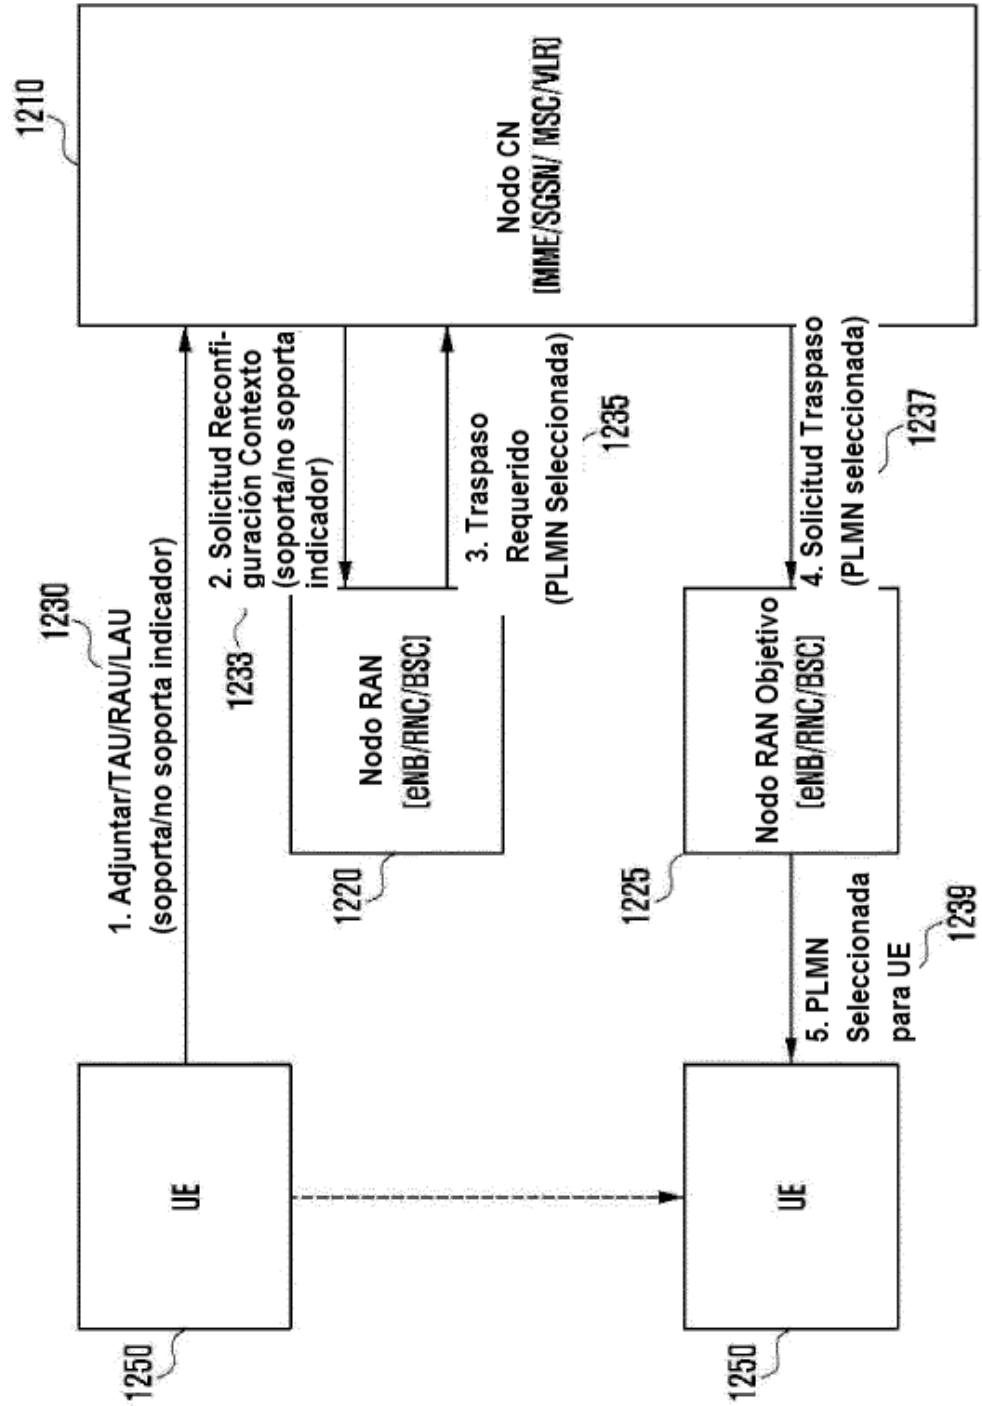 1210
Nodo CN
[MME/SGSN/ MSC/VLR]
1230
1. Adjuntar/TAU/RAU/LAU
(soporta/no soporta indicador)
2. Solicitud Reconfi-
guración Contexto
(soporta/no soporta
indicador)
1233
3. Traspaso
Requerido
(PLMN Seleccionada)
1235
Nodo RAN
[eNB/RNC/BSC]
1220
4. Solicitud Traspaso
(PLMN seleccionada)
1237
Nodo RAN Objetivo
[eNB/RNC/BSC]
1225
5. PLMN
Seleccionada
para UE
1239
UE
1250
UE
1250